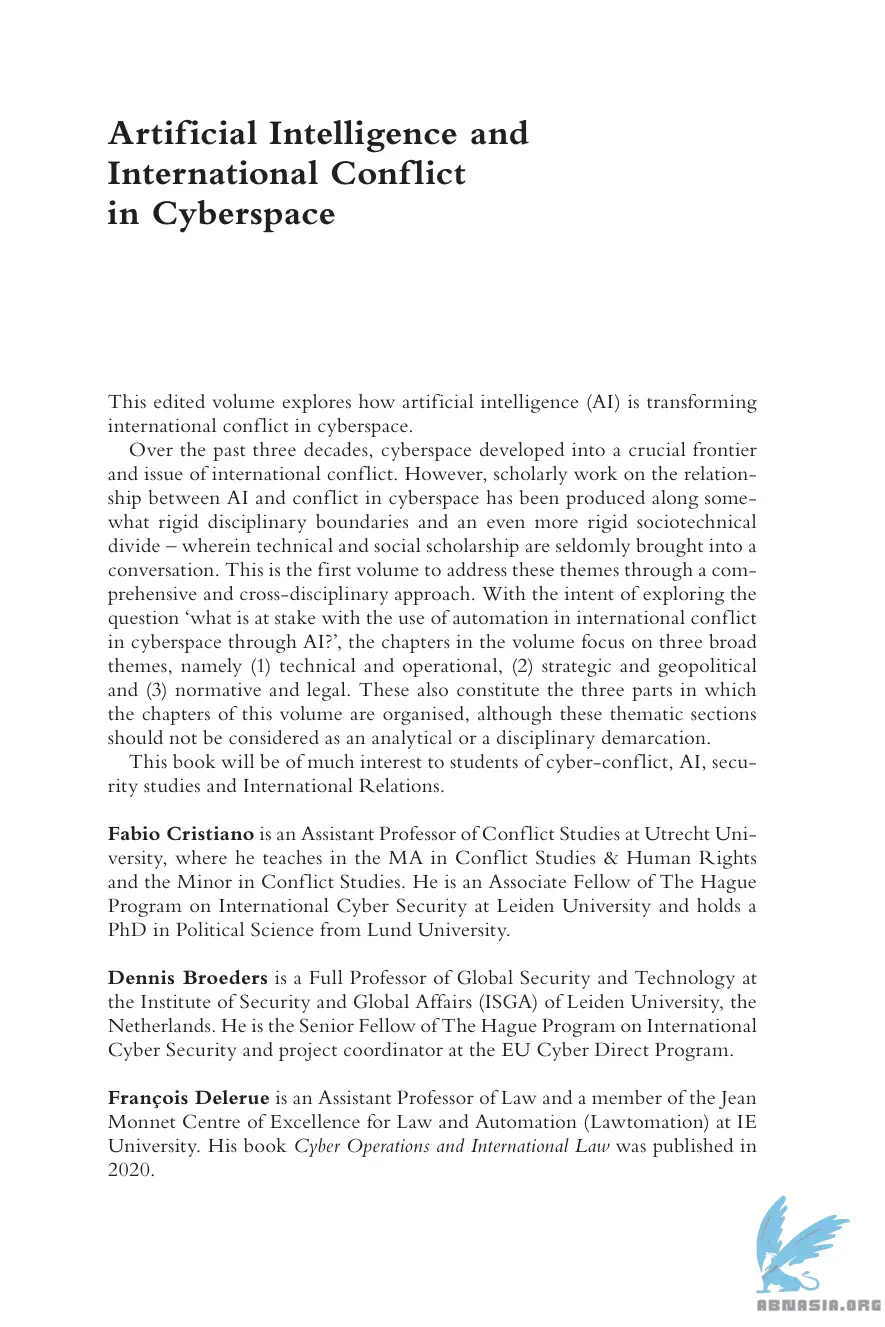 Artificial Intelligence and
International Conflict
in Cyberspace
This edited volume explores how artificial intelligence (AI) is transforming
international conflict in cyberspace.
Over the past three decades, cyberspace developed into a crucial frontier
and issue of international conflict. However, scholarly work on the relation-
ship between AI and conflict in cyberspace has been produced along some-
what rigid disciplinary boundaries and an even more rigid sociotechnical
divide – wherein technical and social scholarship are seldomly brought into a
conversation. This is the first volume to address these themes through a com-
prehensive and cross-disciplinary approach. With the intent of exploring the
question ‘what is at stake with the use of automation in international conflict
in cyberspace through AI?’, the chapters in the volume focus on three broad
themes, namely (1) technical and operational, (2) strategic and geopolitical
and (3) normative and legal. These also constitute the three parts in which
the chapters of this volume are organised, although these thematic sections
should not be considered as an analytical or a disciplinary demarcation.
This book will be of much interest to students of cyber-conflict, AI, secu-
rity studies and International Relations.
Fabio Cristiano is an Assistant Professor of Conflict Studies at Utrecht Uni-
versity, where he teaches in the MA in Conflict Studies & Human Rights
and the Minor in Conflict Studies. He is an Associate Fellow of The Hague
Program on International Cyber Security at Leiden University and holds a
PhD in Political Science from Lund University.
Dennis Broeders is a Full Professor of Global Security and Technology at
the Institute of Security and Global Affairs (ISGA) of Leiden University, the
Netherlands. He is the Senior Fellow of The Hague Program on International
Cyber Security and project coordinator at the EU Cyber Direct Program.
François Delerue is an Assistant Professor of Law and a member of the Jean
Monnet Centre of Excellence for Law and Automation (Lawtomation) at IE
University. His book Cyber Operations and International Law was published in
2020.
ABNASIA.ORG